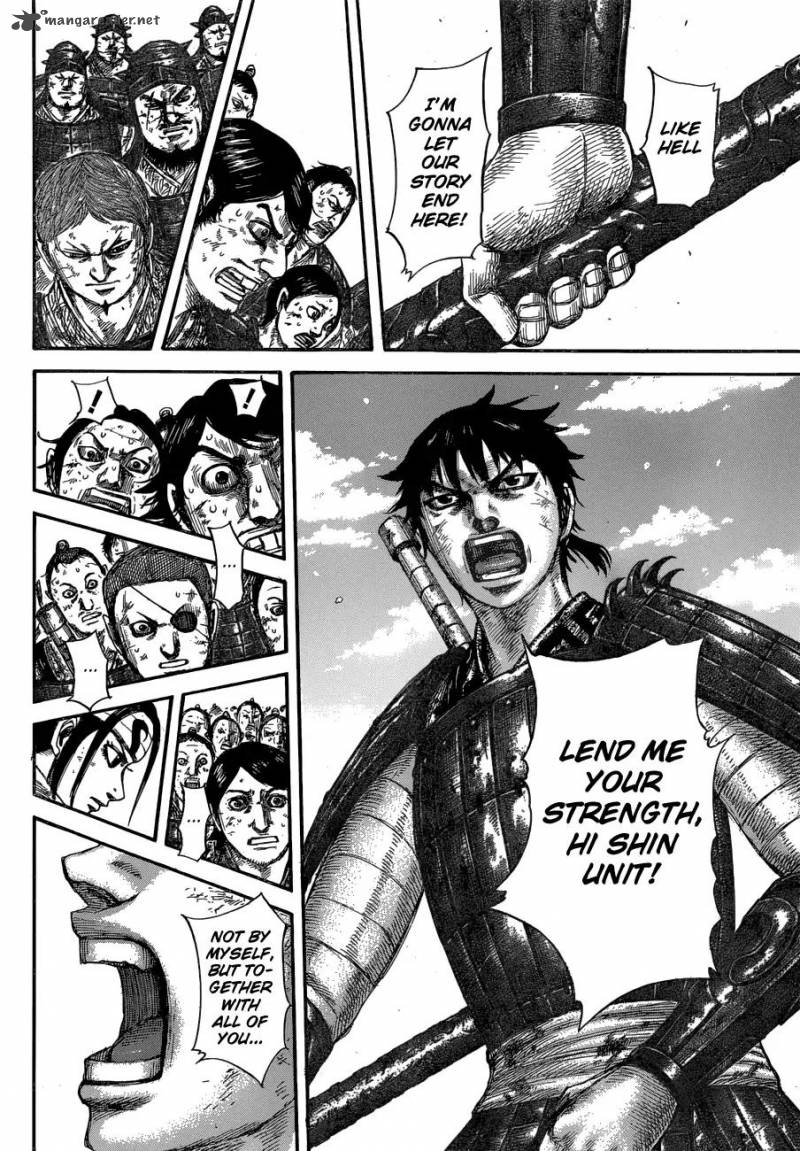 mangareader.net
LIKE
HELL
I'M
GONNA
LET
OUR
STORY
END
HERE!
LEND ME
YOUR
STRENGTH,
HI SHIN
UNIT!
!
!
...
...
...
NOT BY
MYSELF,
BUT TO-
GETHER
WITH
ALL OF
YOU...